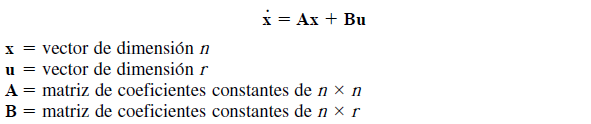 ẋ = Ax + Bu
x = vector de dimensión n
u = vector de dimensión r
A = matriz de coeficientes constantes de n × n
B = matriz de coeficientes constantes de n × r